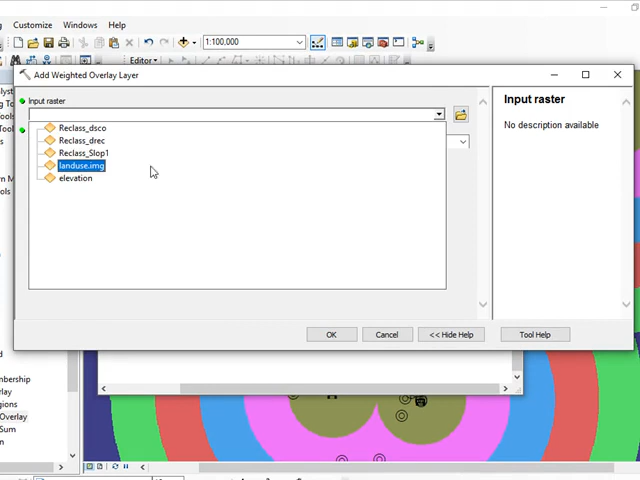 Customize Windows Help
1:100,000
Editor
Add Weighted Overlay Layer
Input raster
Reclass_dsco
Reclass_drec
Reclass_Slop1
landuse.img
elevation
Input raster
No description available
OK Cancel << Hide Help Tool Help
Overlay
Sum